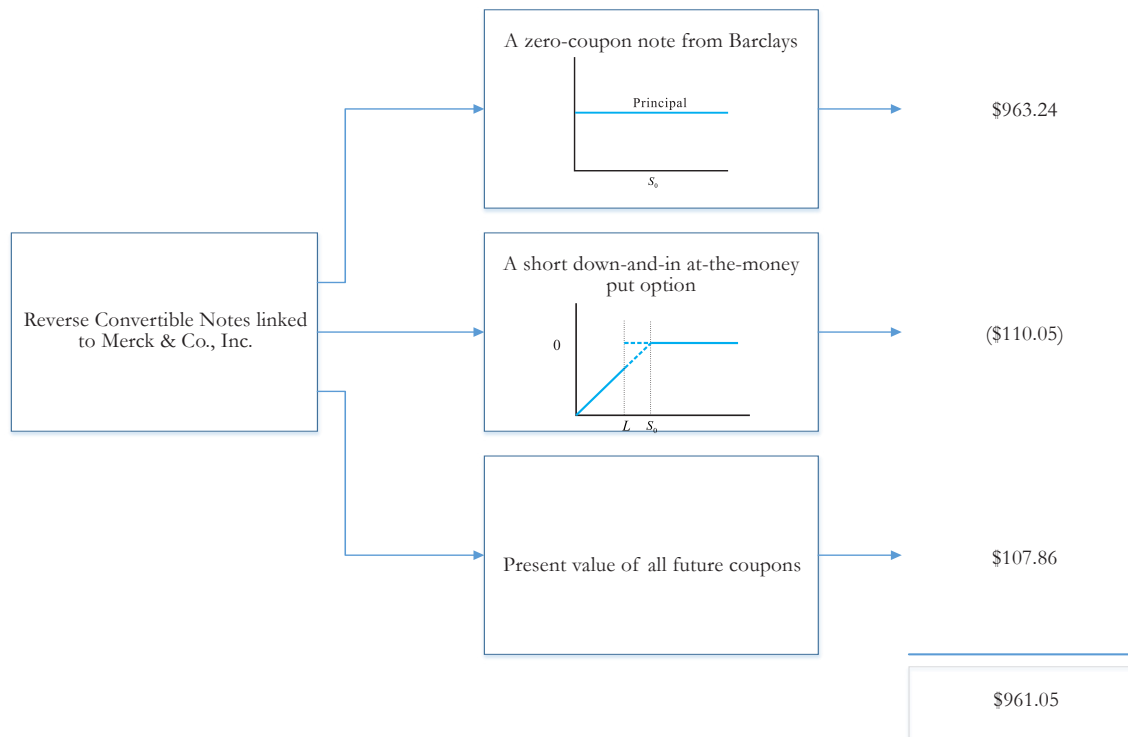 A zero-coupon note from Barclays
Principal
S₀
$963.24
Reverse Convertible Notes linked
to Merck & Co., Inc.
A short down-and-in at-the-money
put option
0
L S₀
($110.05)
Present value of all future coupons
$107.86
$961.05